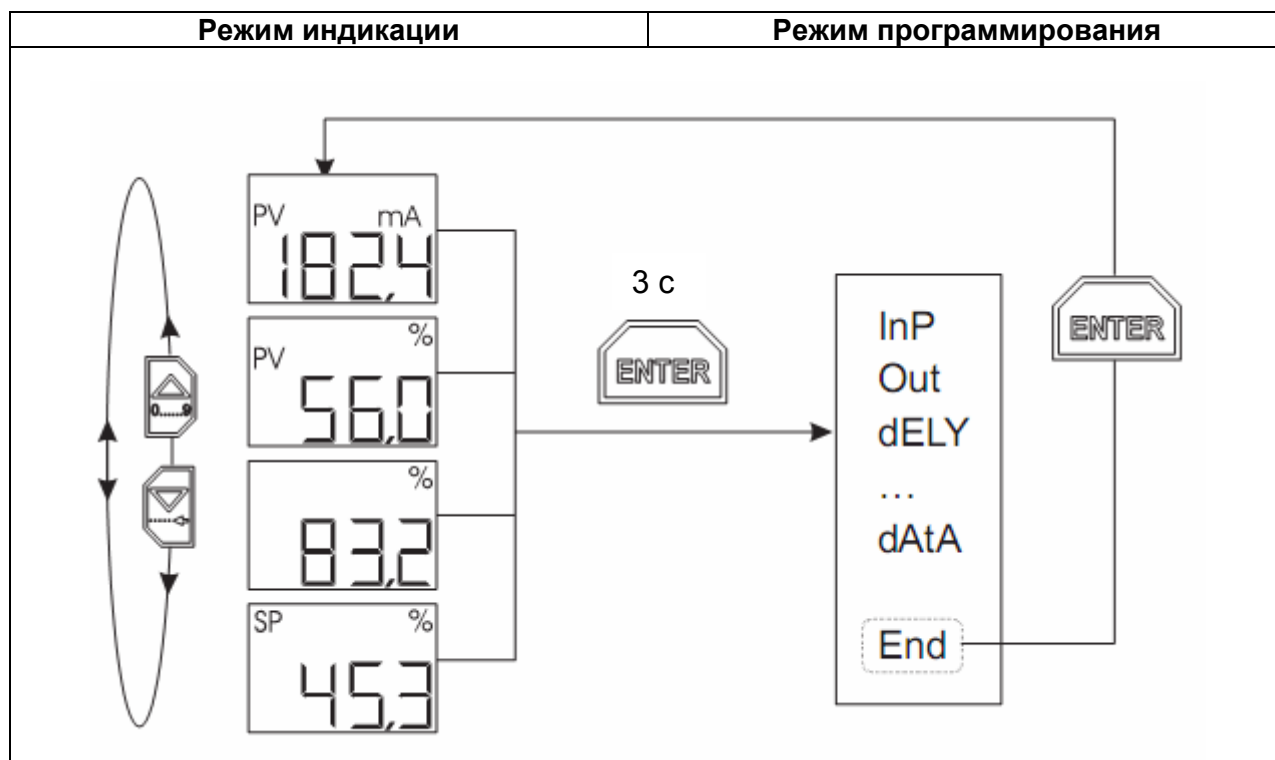 Режим индикации
Режим программирования
PV mA
182,4
%
PV
56,0
%
83,2
SP %
45,3
0.....9
3 с
ENTER
InP
Out
dELY
...
dAtA
End
ENTER